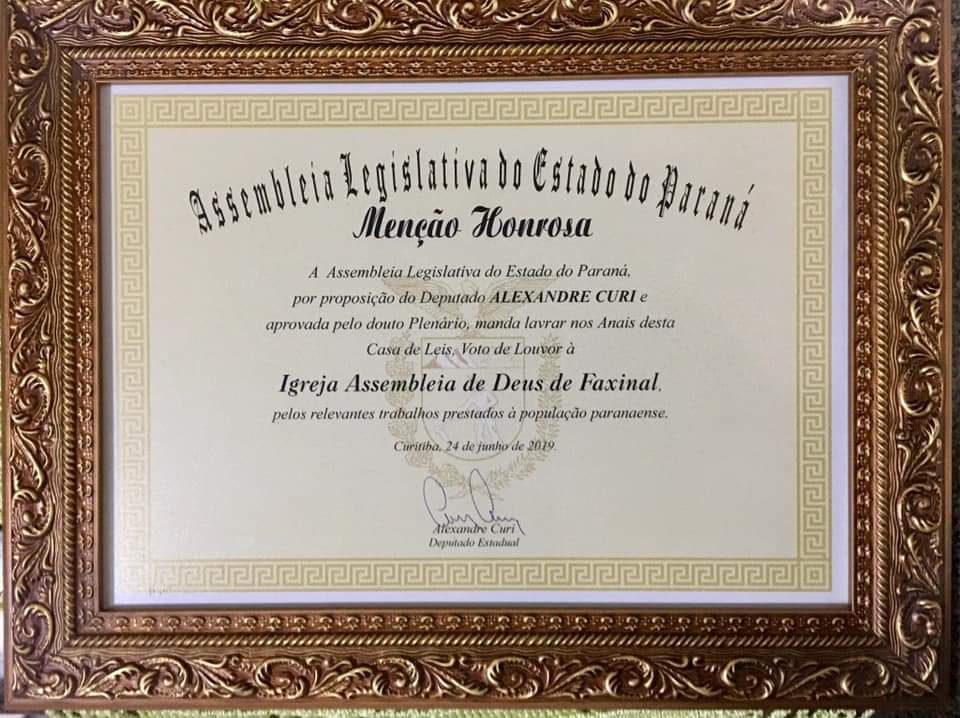 Assembleia Legislativa do Estado do Paraná
Menção Honrosa
A Assembleia Legislativa do Estado do Paraná,
por proposição do Deputado ALEXANDRE CURI e
aprovada pelo douto Plenário, manda lavrar nos Anais desta
Casa de Leis, Voto de Louvor à
Igreja Assembleia de Deus de Faxinal,
pelos relevantes trabalhos prestados à população paranaense.
Curitiba, 24 de junho de 2019.
Alexandre Curi
Deputado Estadual